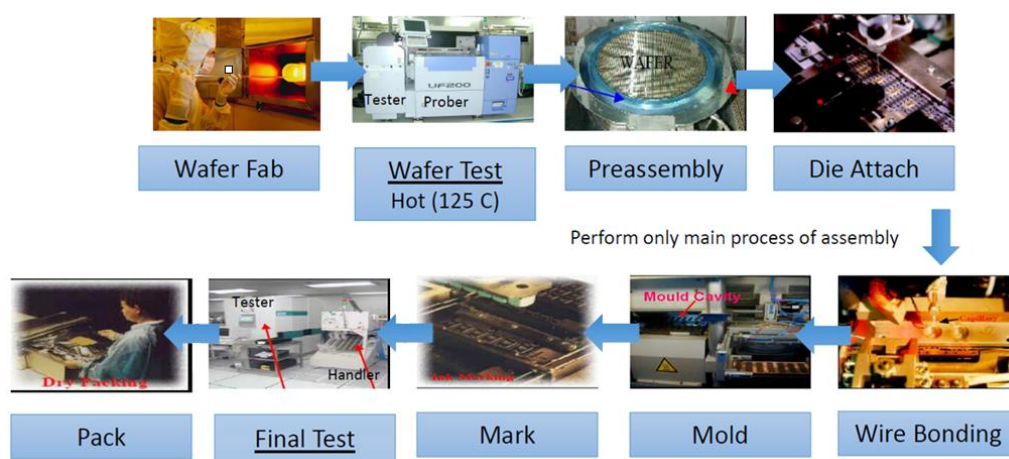 Tester
Prober
UF200
WAFER
Wafer Fab
Wafer Test
Hot (125 C)
Preassembly
Die Attach
Perform only main process of assembly
Dry Packing
Tester
Handler
Ink Marking
Mould Cavity
Capillary
Pack
Final Test
Mark
Mold
Wire Bonding